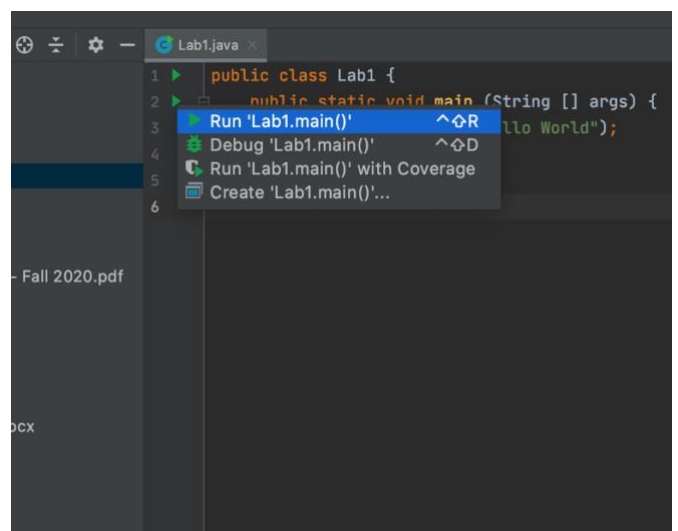 Lab1.java
1 public class Lab1 {
2 public static void main (String [] args) {
3 llo World");
4
5
6
Run 'Lab1.main()' ^⇧R
Debug 'Lab1.main()' ^⇧D
Run 'Lab1.main()' with Coverage
Create 'Lab1.main()'...
- Fall 2020.pdf
ocx